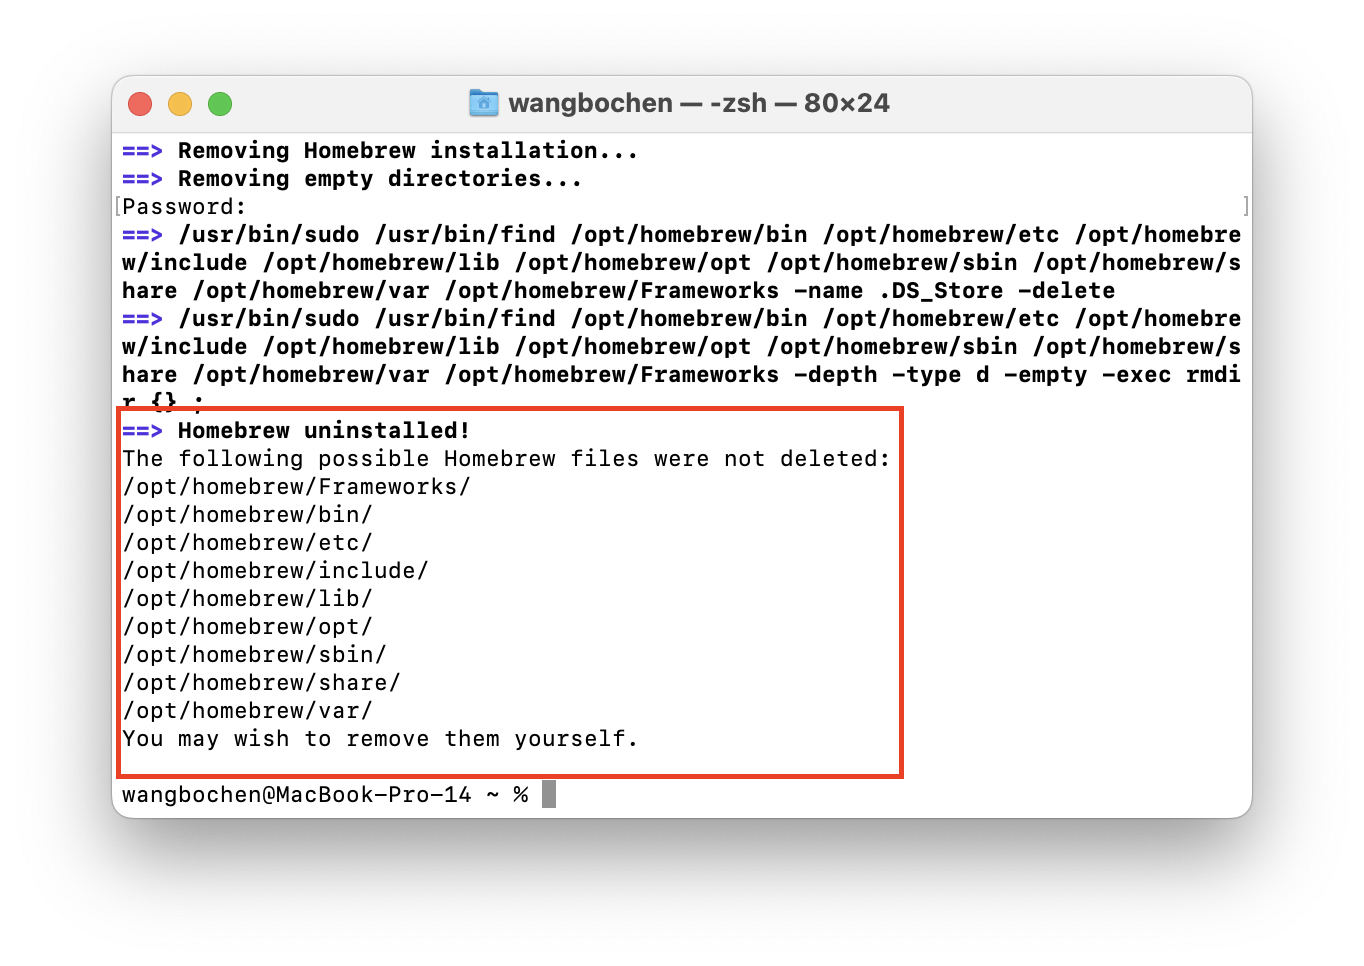 wangbochen — -zsh — 80×24
==> Removing Homebrew installation...
==> Removing empty directories...
[Password: ]
==> /usr/bin/sudo /usr/bin/find /opt/homebrew/bin /opt/homebrew/etc /opt/homebre
w/include /opt/homebrew/lib /opt/homebrew/opt /opt/homebrew/sbin /opt/homebrew/s
hare /opt/homebrew/var /opt/homebrew/Frameworks -name .DS_Store -delete
==> /usr/bin/sudo /usr/bin/find /opt/homebrew/bin /opt/homebrew/etc /opt/homebre
w/include /opt/homebrew/lib /opt/homebrew/opt /opt/homebrew/sbin /opt/homebrew/s
hare /opt/homebrew/var /opt/homebrew/Frameworks -depth -type d -empty -exec rmdi
r {} ;
==> Homebrew uninstalled!
The following possible Homebrew files were not deleted:
/opt/homebrew/Frameworks/
/opt/homebrew/bin/
/opt/homebrew/etc/
/opt/homebrew/include/
/opt/homebrew/lib/
/opt/homebrew/opt/
/opt/homebrew/sbin/
/opt/homebrew/share/
/opt/homebrew/var/
You may wish to remove them yourself.
wangbochen@MacBook-Pro-14 ~ %